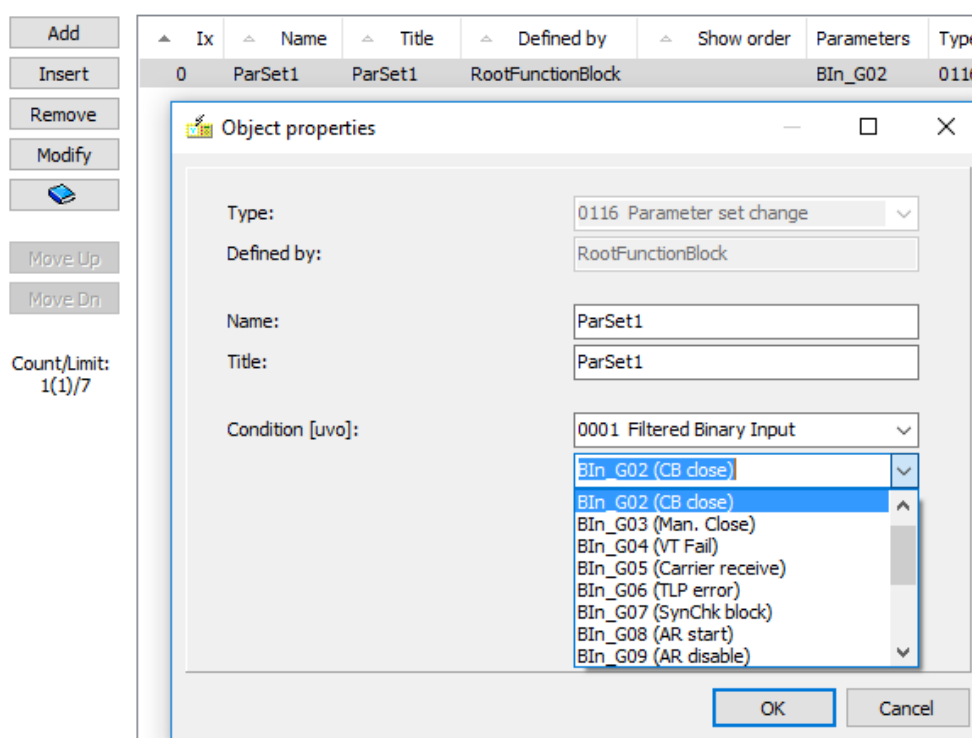 Add
Insert
Remove
Modify
Move Up
Move Dn
Count/Limit:
1(1)/7
Ix Name Title Defined by Show order Parameters Type
0 ParSet1 ParSet1 RootFunctionBlock BIn_G02 0116
Object properties
Type: 0116 Parameter set change
Defined by: RootFunctionBlock
Name: ParSet1
Title: ParSet1
Condition [uvo]: 0001 Filtered Binary Input
BIn_G02 (CB close)
BIn_G02 (CB close)
BIn_G03 (Man. Close)
BIn_G04 (VT Fail)
BIn_G05 (Carrier receive)
BIn_G06 (TLP error)
BIn_G07 (SynChk block)
BIn_G08 (AR start)
BIn_G09 (AR disable)
OK Cancel